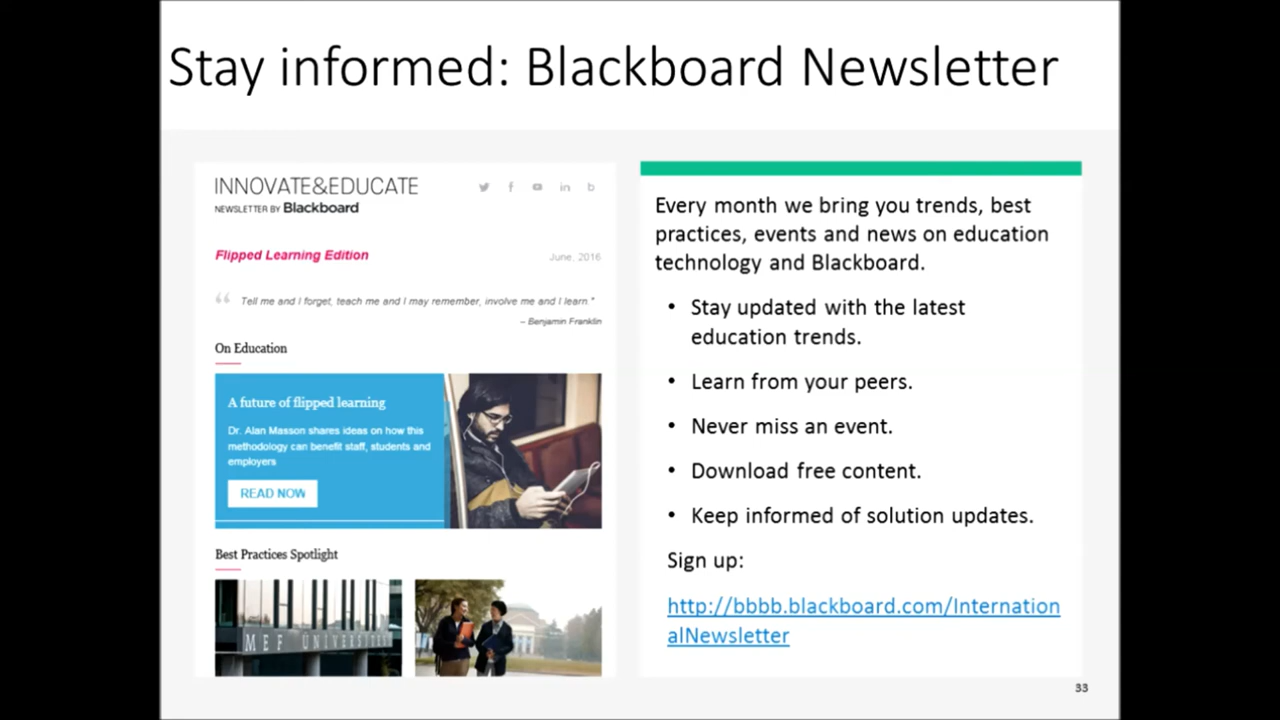 Stay informed: Blackboard Newsletter
INNOVATE&EDUCATE
NEWSLETTER BY Blackboard
Flipped Learning Edition
June, 2016
“ Tell me and I forget, teach me and I may remember, involve me and I learn."
– Benjamin Franklin
On Education
A future of flipped learning
Dr. Alan Masson shares ideas on how this
methodology can benefit staff, students and
employers
READ NOW
Best Practices Spotlight
MEF ÜNİVERSİTESİ
Every month we bring you trends, best
practices, events and news on education
technology and Blackboard.
• Stay updated with the latest
education trends.
• Learn from your peers.
• Never miss an event.
• Download free content.
• Keep informed of solution updates.
Sign up:
http://bbbb.blackboard.com/Internation
alNewsletter
33